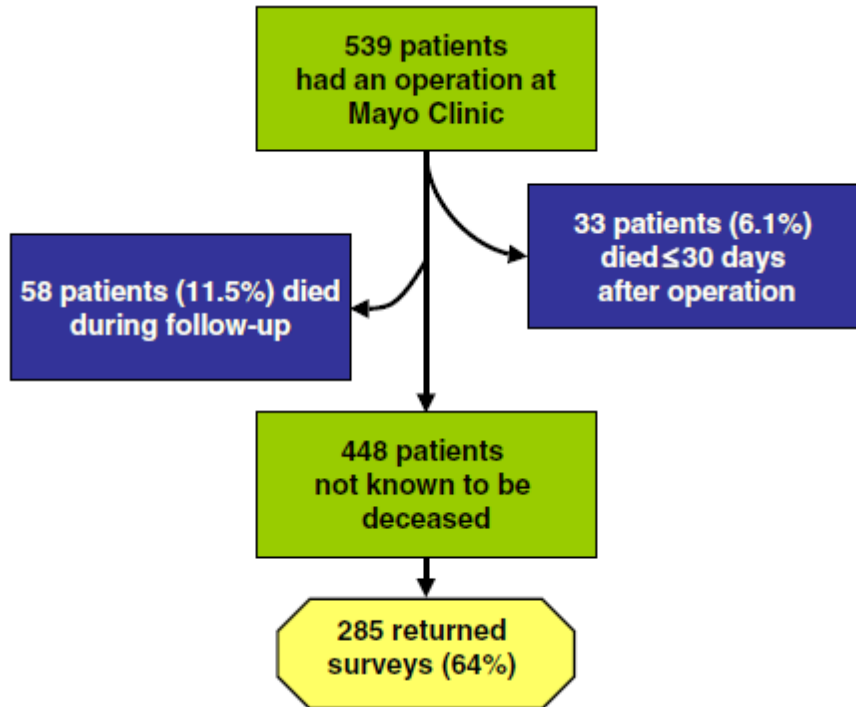 539 patients
had an operation at
Mayo Clinic
33 patients (6.1%)
died≤30 days
after operation
58 patients (11.5%) died
during follow-up
448 patients
not known to be
deceased
285 returned
surveys (64%)